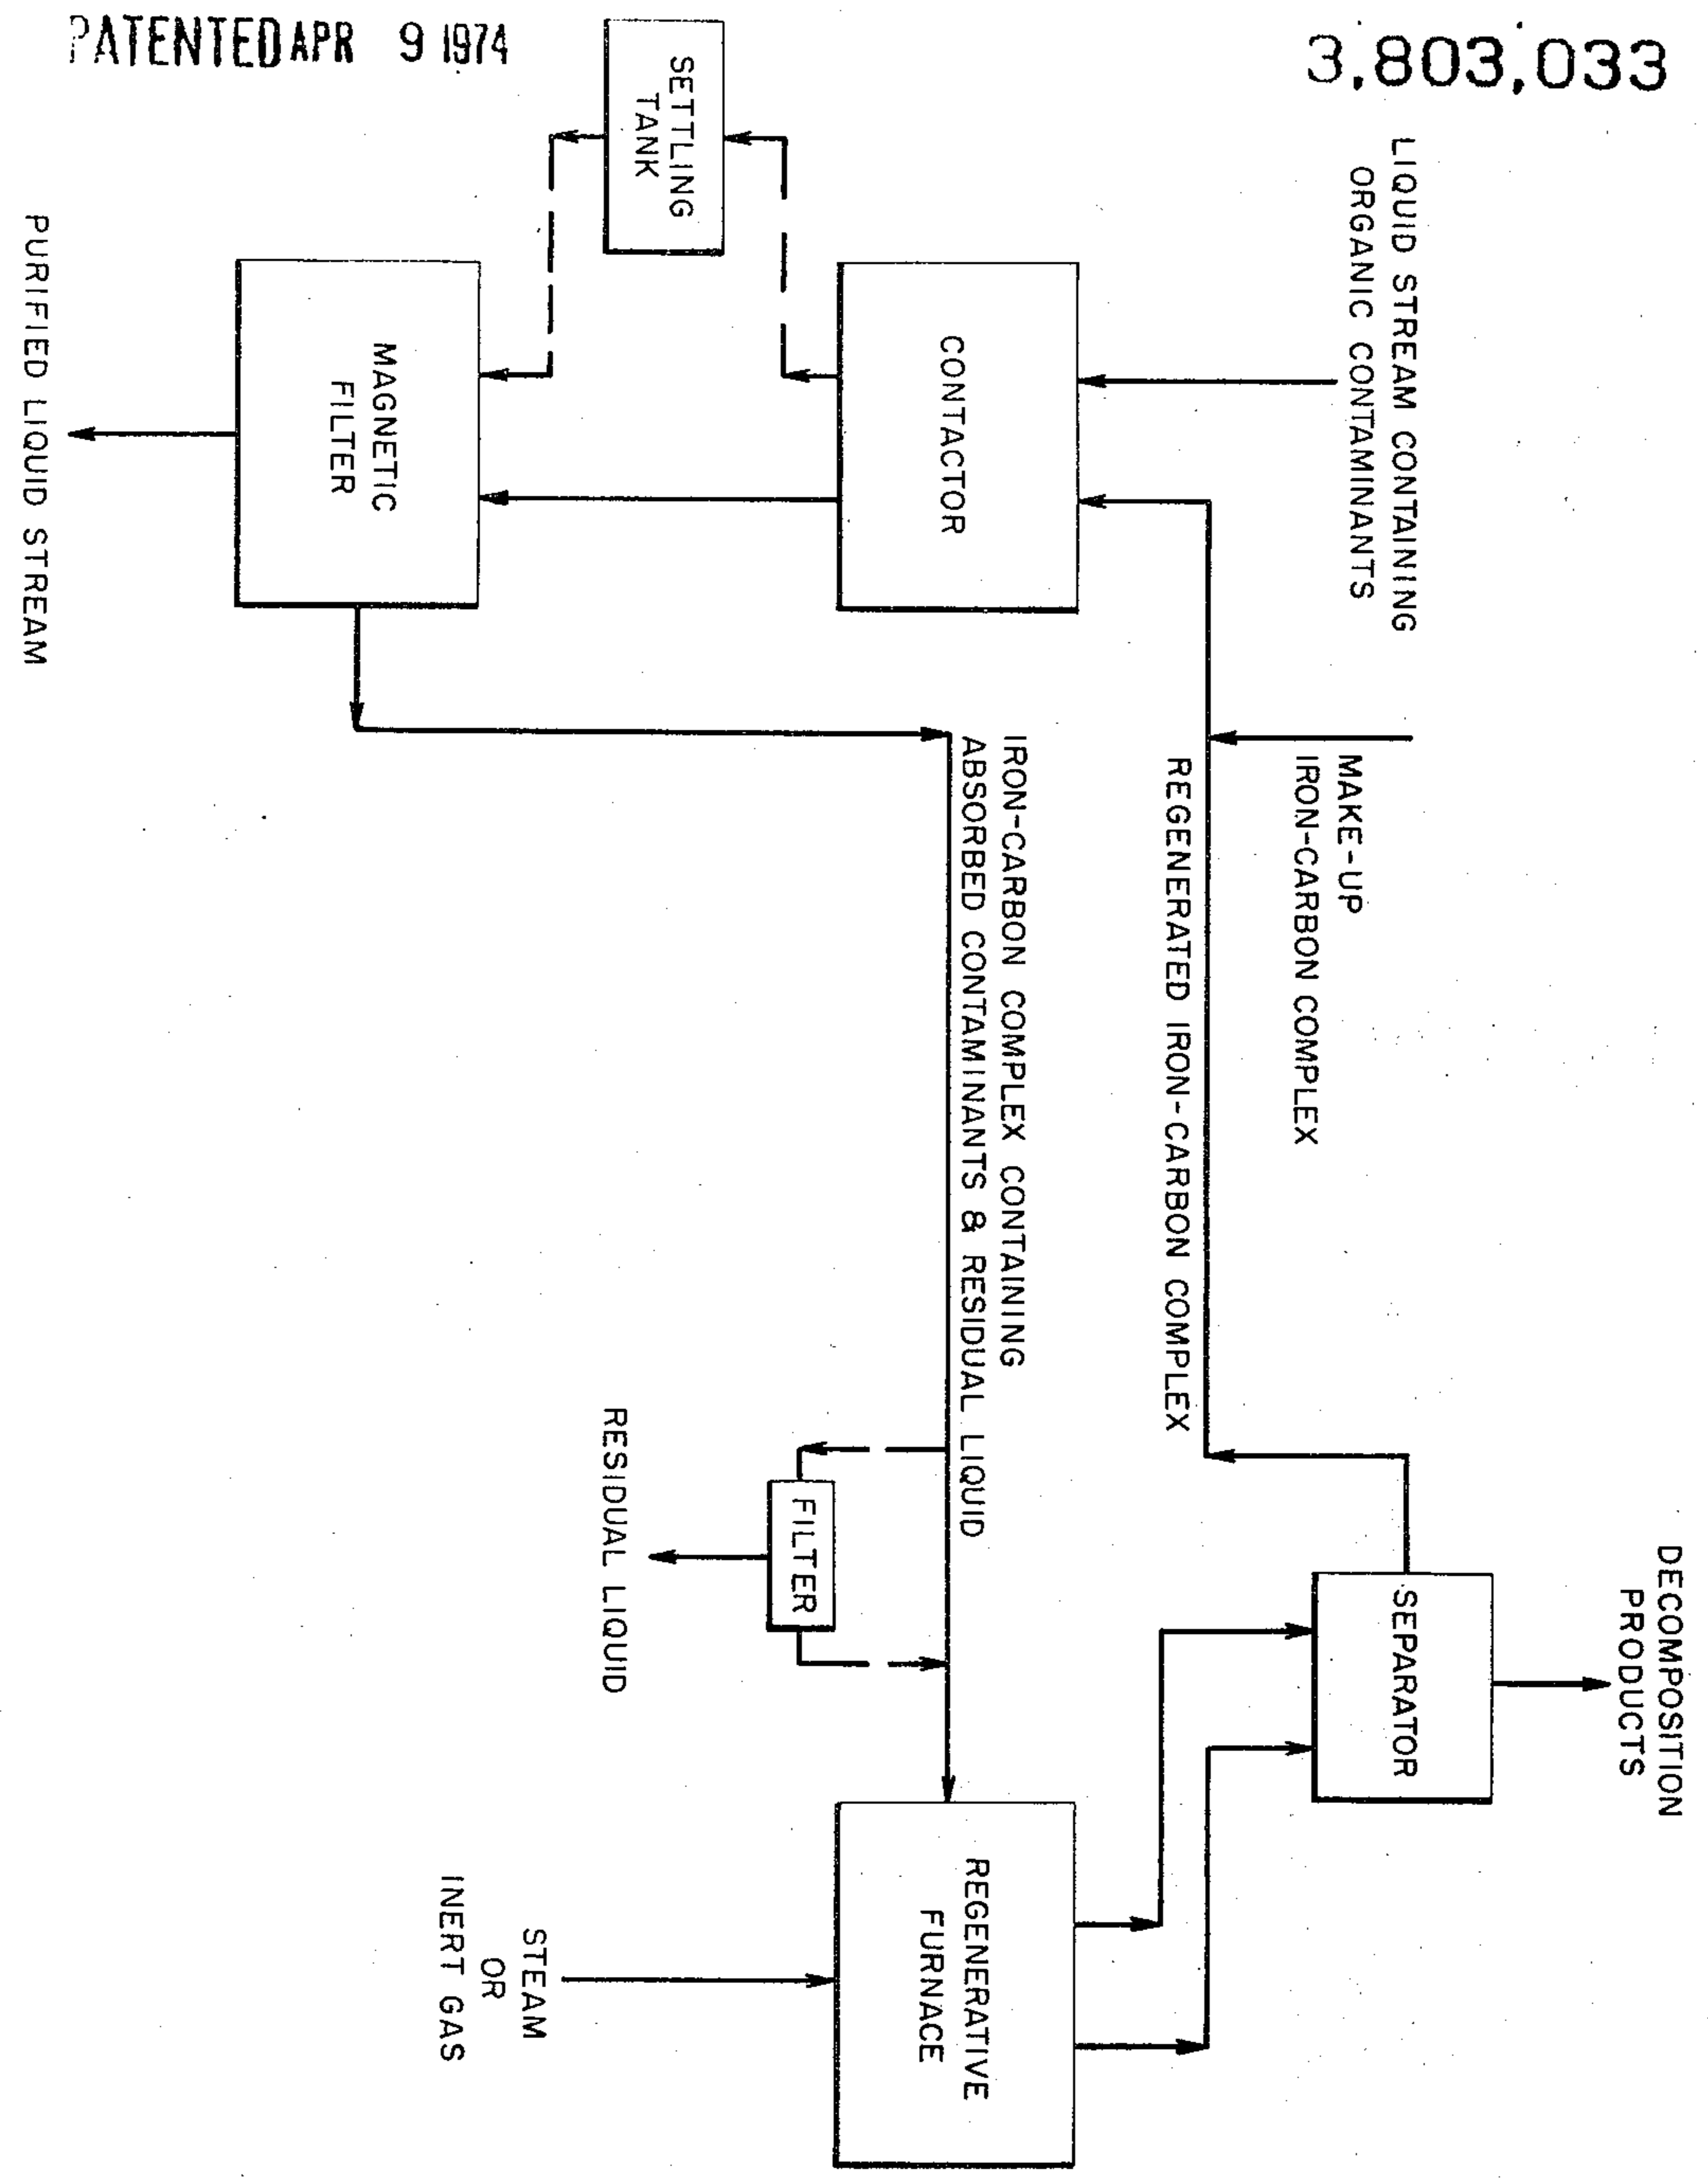 PATENTED APR 9 1974
3,803,033
LIQUID STREAM CONTAINING
ORGANIC CONTAMINANTS
MAKE-UP
IRON-CARBON COMPLEX
REGENERATED IRON-CARBON COMPLEX
DECOMPOSITION
PRODUCTS
SEPARATOR
CONTACTOR
SETTLING
TANK
MAGNETIC
FILTER
PURIFIED LIQUID STREAM
IRON-CARBON COMPLEX CONTAINING
ABSORBED CONTAMINANTS & RESIDUAL LIQUID
FILTER
RESIDUAL LIQUID
REGENERATIVE
FURNACE
STEAM
OR
INERT GAS